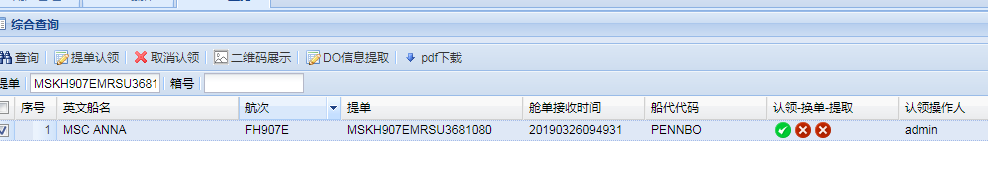 综合查询
查询 提单认领 取消认领 二维码展示 DO信息提取 pdf下载
提单 MSKH907EMRSU3681 箱号
序号 英文船名 航次 提单 舱单接收时间 船代代码 认领-换单-提取 认领操作人
1 MSC ANNA FH907E MSKH907EMRSU3681080 20190326094931 PENNBO admin